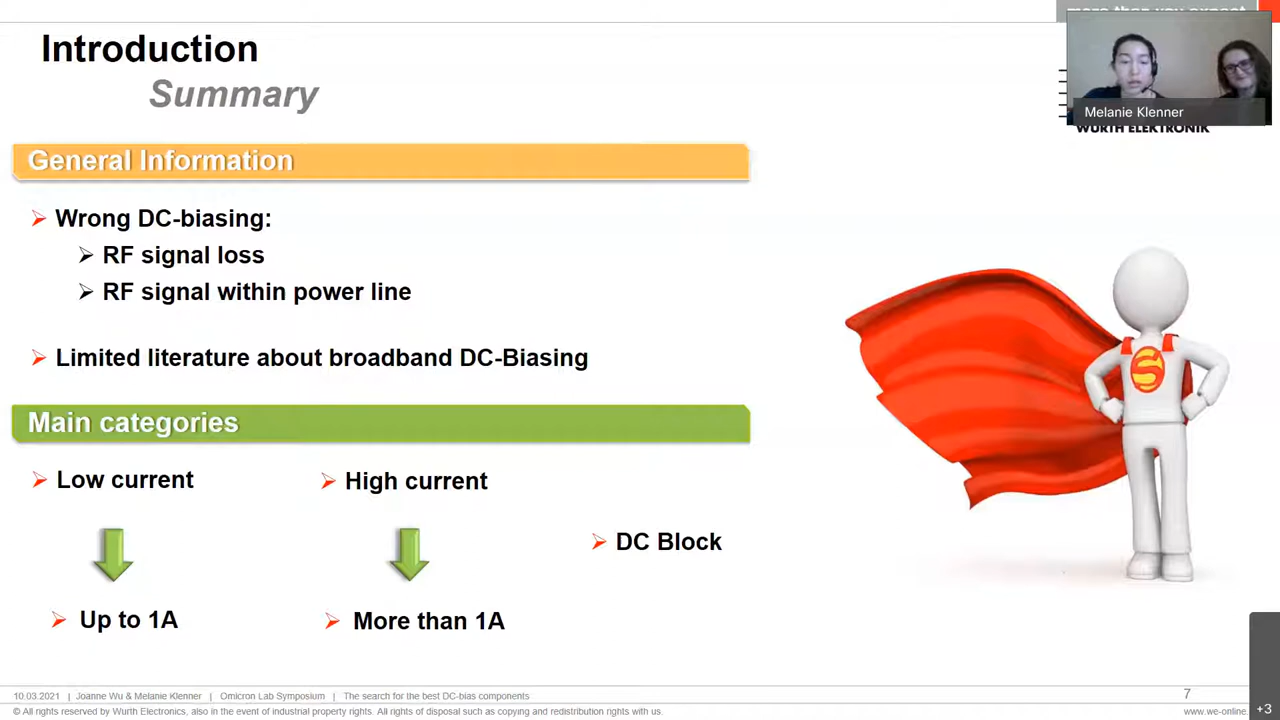 more than you expect
Introduction
Summary
Melanie Klenner
WÜRTH ELEKTRONIK
General Information
Wrong DC-biasing:
RF signal loss
RF signal within power line
Limited literature about broadband DC-Biasing
S
Main categories
Low current
High current
DC Block
Up to 1A
More than 1A
10.03.2021 | Joanne Wu & Melanie Klenner | Omicron Lab Symposium | The search for the best DC-bias components
7
© All rights reserved by Wurth Electronics, also in the event of industrial property rights. All rights of disposal such as copying and redistribution rights with us.
www.we-online.
+3